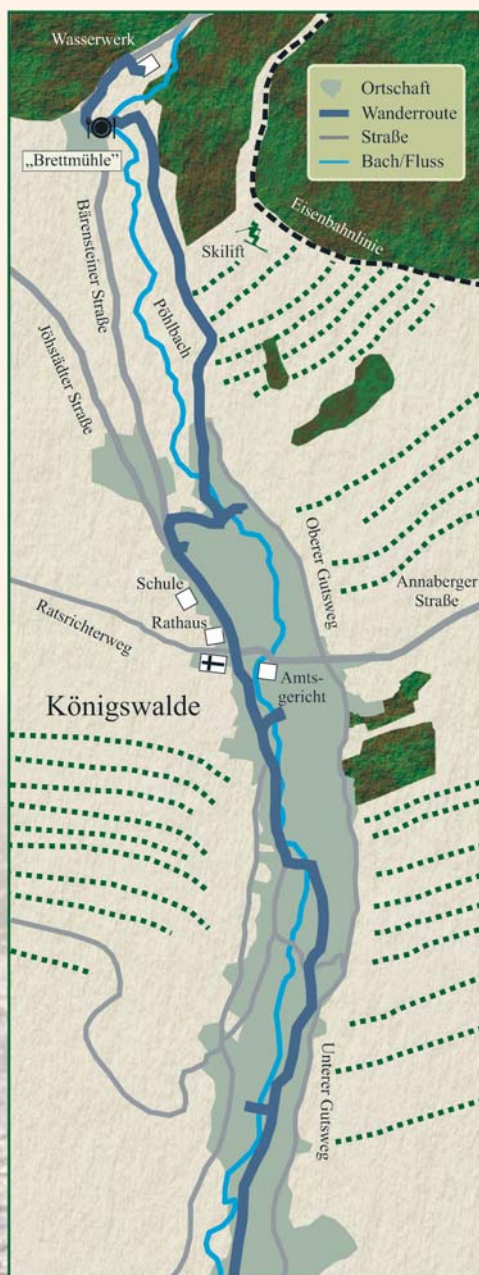 Wasserwerk
Ortschaft
Wanderroute
Straße
Bach/Fluss
„Brettmühle”
Eisenbahnlinie
Skilift
Bärensteiner Straße
Pöhlbach
Jöhstädter Straße
Oberer Gutsweg
Annaberger
Straße
Schule
Rathaus
Ratsrichterweg
Amts-
gericht
Königswalde
Unterer Gutsweg